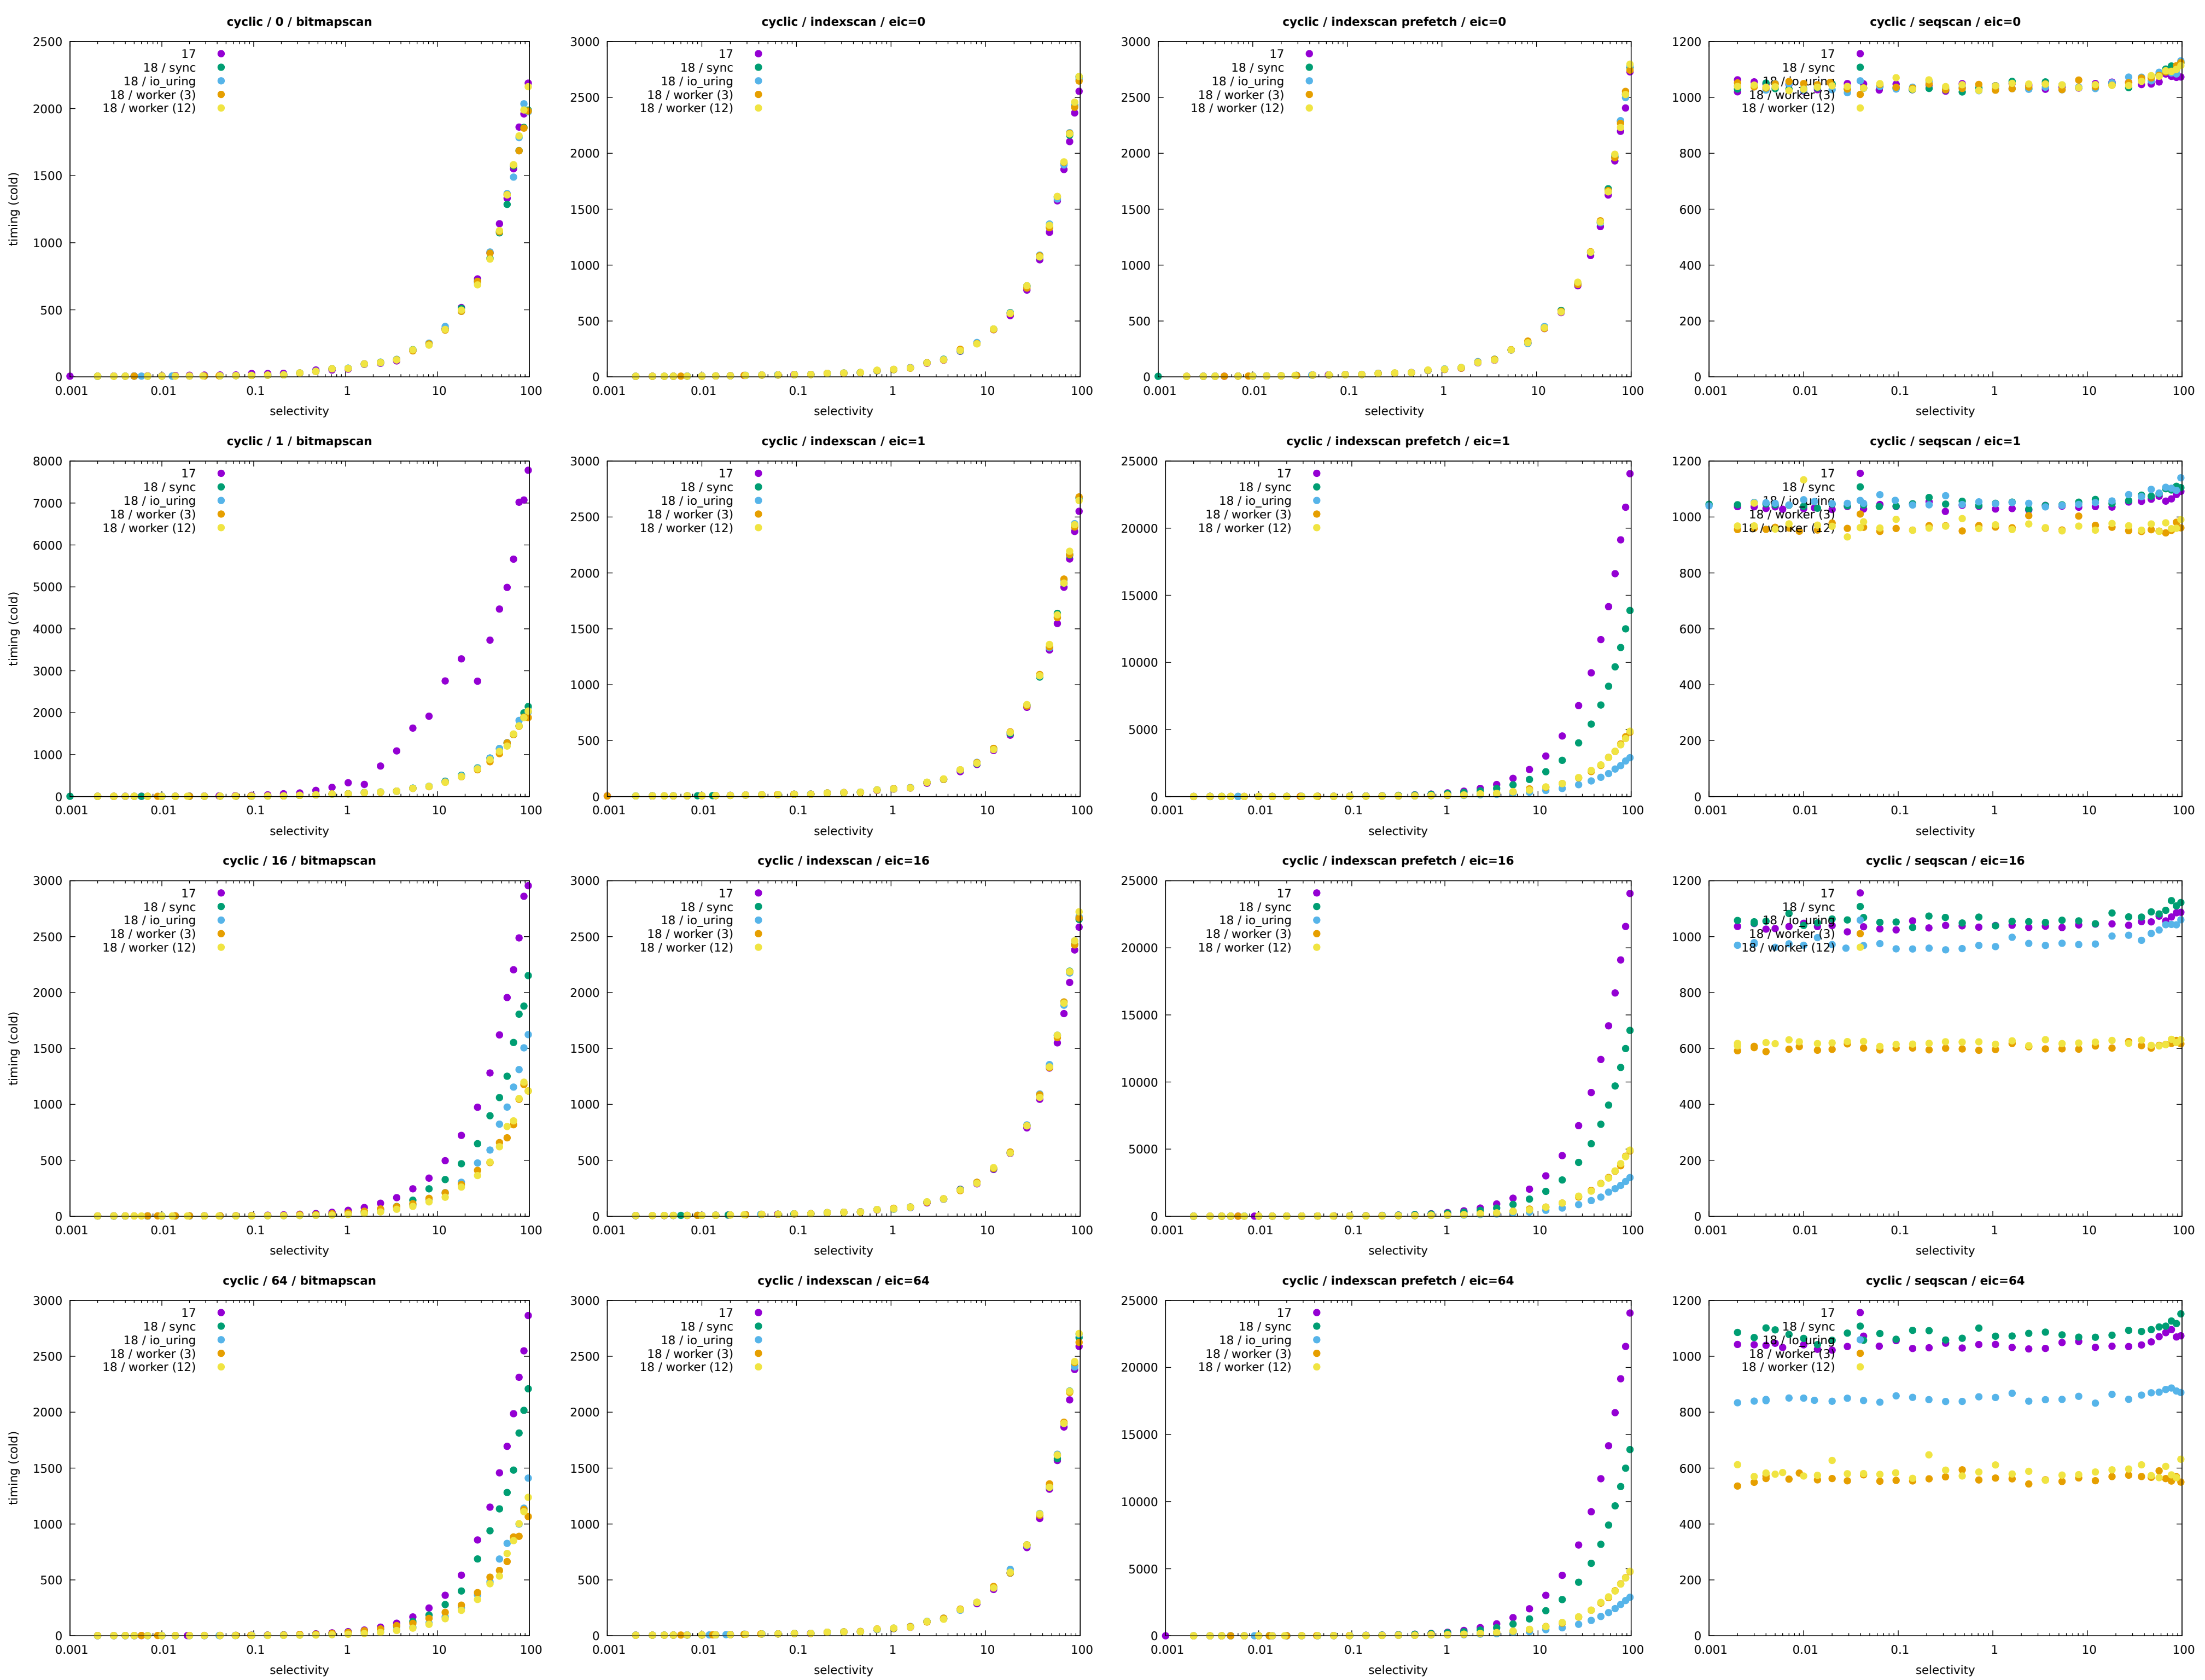 cyclic / 0 / bitmapscan
17
18 / sync
18 / io_uring
18 / worker (3)
18 / worker (12)
timing (cold)
2500
2000
1500
1000
500
0
0.001 0.01 0.1 1 10 100
selectivity
cyclic / indexscan / eic=0
17
18 / sync
18 / io_uring
18 / worker (3)
18 / worker (12)
3000
2500
2000
1500
1000
500
0
0.001 0.01 0.1 1 10 100
selectivity
cyclic / indexscan prefetch / eic=0
17
18 / sync
18 / io_uring
18 / worker (3)
18 / worker (12)
3000
2500
2000
1500
1000
500
0
0.001 0.01 0.1 1 10 100
selectivity
cyclic / seqscan / eic=0
17
18 / sync
18 / io_uring
18 / worker (3)
18 / worker (12)
1200
1000
800
600
400
200
0
0.001 0.01 0.1 1 10 100
selectivity
cyclic / 1 / bitmapscan
17
18 / sync
18 / io_uring
18 / worker (3)
18 / worker (12)
timing (cold)
8000
7000
6000
5000
4000
3000
2000
1000
0
0.001 0.01 0.1 1 10 100
selectivity
cyclic / indexscan / eic=1
17
18 / sync
18 / io_uring
18 / worker (3)
18 / worker (12)
3000
2500
2000
1500
1000
500
0
0.001 0.01 0.1 1 10 100
selectivity
cyclic / indexscan prefetch / eic=1
17
18 / sync
18 / io_uring
18 / worker (3)
18 / worker (12)
25000
20000
15000
10000
5000
0
0.001 0.01 0.1 1 10 100
selectivity
cyclic / seqscan / eic=1
17
18 / sync
18 / io_uring
18 / worker (3)
18 / worker (12)
1200
1000
800
600
400
200
0
0.001 0.01 0.1 1 10 100
selectivity
cyclic / 16 / bitmapscan
17
18 / sync
18 / io_uring
18 / worker (3)
18 / worker (12)
timing (cold)
3000
2500
2000
1500
1000
500
0
0.001 0.01 0.1 1 10 100
selectivity
cyclic / indexscan / eic=16
17
18 / sync
18 / io_uring
18 / worker (3)
18 / worker (12)
3000
2500
2000
1500
1000
500
0
0.001 0.01 0.1 1 10 100
selectivity
cyclic / indexscan prefetch / eic=16
17
18 / sync
18 / io_uring
18 / worker (3)
18 / worker (12)
25000
20000
15000
10000
5000
0
0.001 0.01 0.1 1 10 100
selectivity
cyclic / seqscan / eic=16
17
18 / sync
18 / io_uring
18 / worker (3)
18 / worker (12)
1200
1000
800
600
400
200
0
0.001 0.01 0.1 1 10 100
selectivity
cyclic / 64 / bitmapscan
17
18 / sync
18 / io_uring
18 / worker (3)
18 / worker (12)
timing (cold)
3000
2500
2000
1500
1000
500
0
0.001 0.01 0.1 1 10 100
selectivity
cyclic / indexscan / eic=64
17
18 / sync
18 / io_uring
18 / worker (3)
18 / worker (12)
3000
2500
2000
1500
1000
500
0
0.001 0.01 0.1 1 10 100
selectivity
cyclic / indexscan prefetch / eic=64
17
18 / sync
18 / io_uring
18 / worker (3)
18 / worker (12)
25000
20000
15000
10000
5000
0
0.001 0.01 0.1 1 10 100
selectivity
cyclic / seqscan / eic=64
17
18 / sync
18 / io_uring
18 / worker (3)
18 / worker (12)
1200
1000
800
600
400
200
0
0.001 0.01 0.1 1 10 100
selectivity